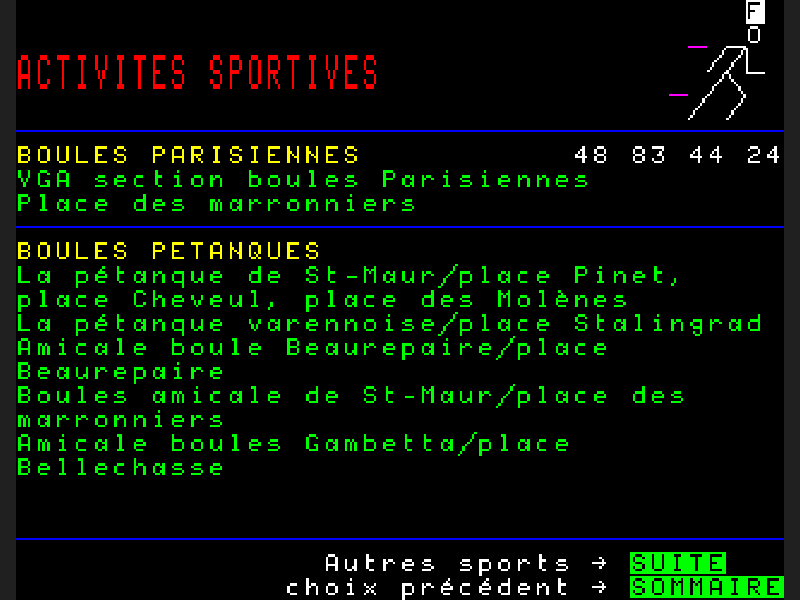 F
ACTIVITES SPORTIVES
BOULES PARISIENNES 48 83 44 24
VGA section boules Parisiennes
Place des marronniers
BOULES PETANQUES
La pétanque de St-Maur/place Pinet,
place Cheveul, place des Molènes
La pétanque varennoise/place Stalingrad
Amicale boule Beaurepaire/place
Beaurepaire
Boules amicale de St-Maur/place des
marronniers
Amicale boules Gambetta/place
Bellechasse
Autres sports → SUITE
choix précédent → SOMMAIRE